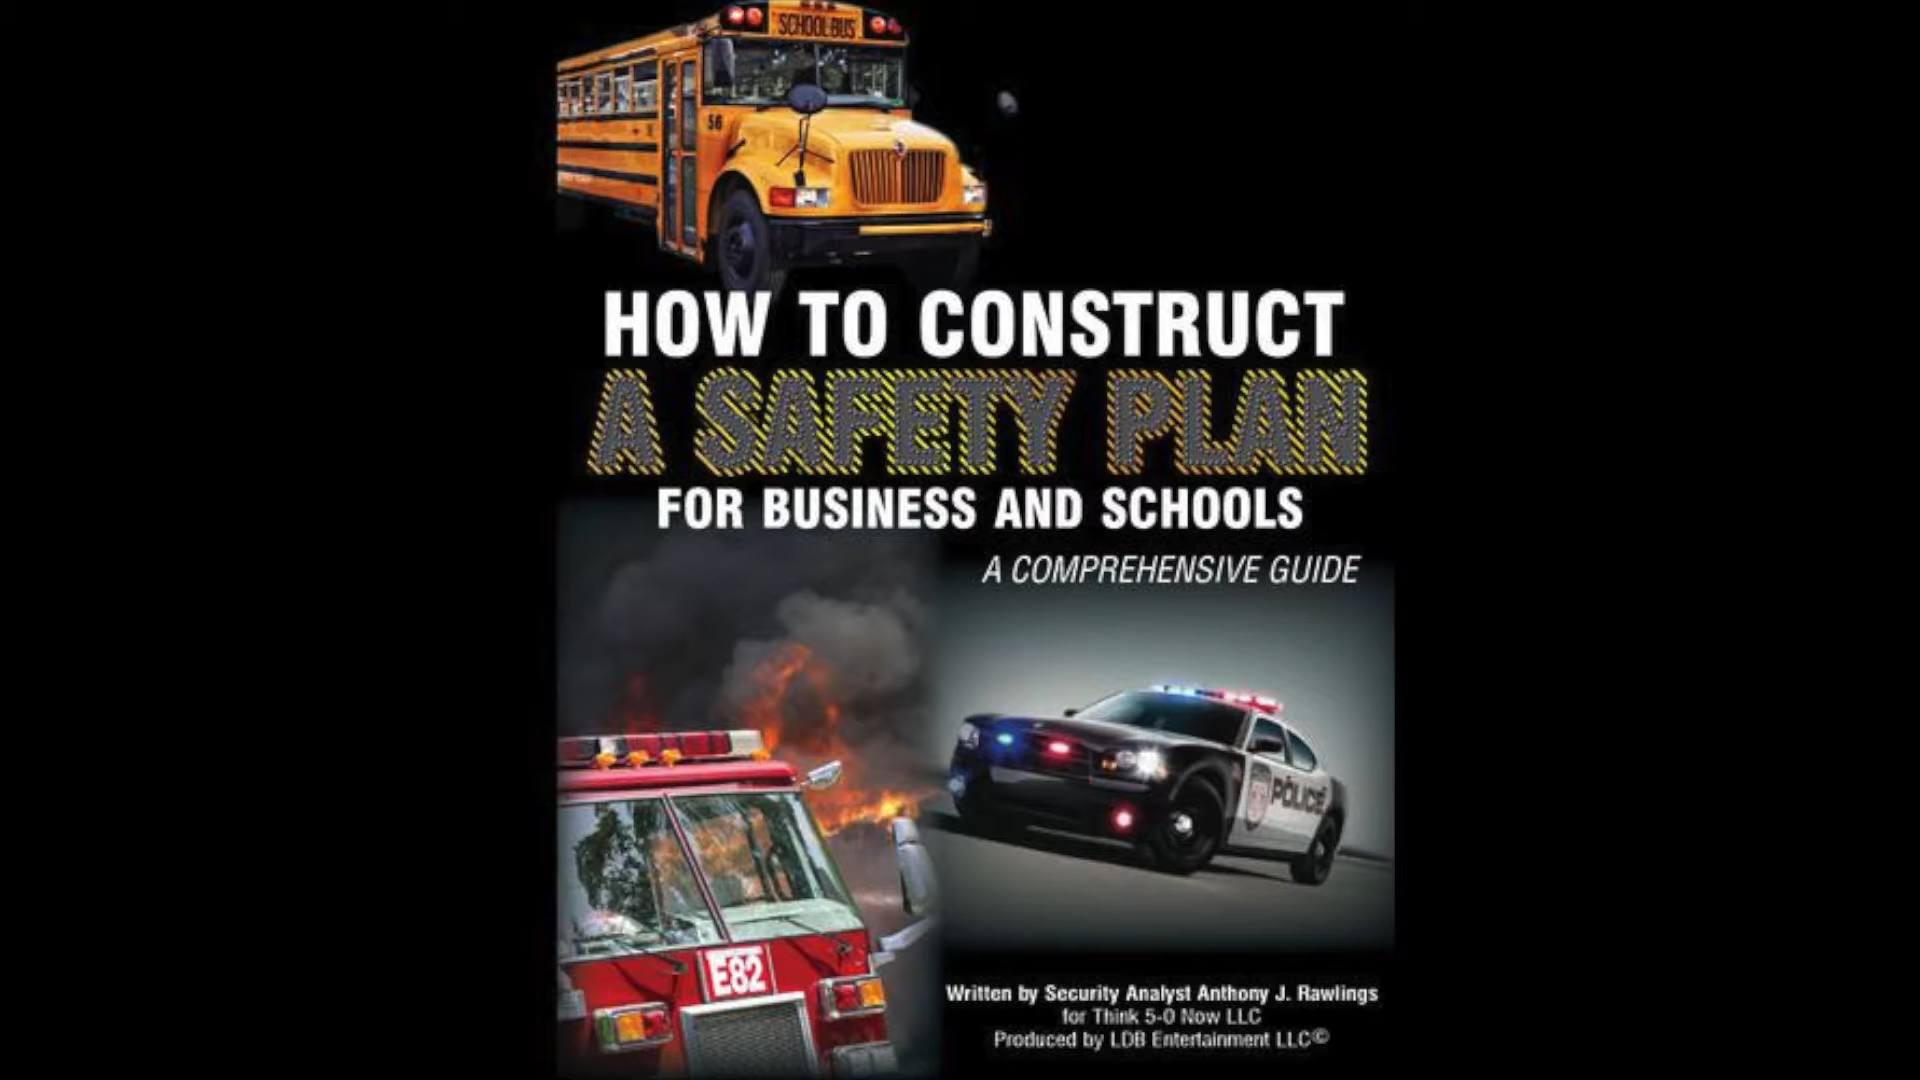 SCHOOL BUS
56
HOW TO CONSTRUCT
A SAFETY PLAN
FOR BUSINESS AND SCHOOLS
A COMPREHENSIVE GUIDE
POLICE
E82
Written by Security Analyst Anthony J. Rawlings
for Think 5-0 Now LLC
Produced by LDB Entertainment LLC©